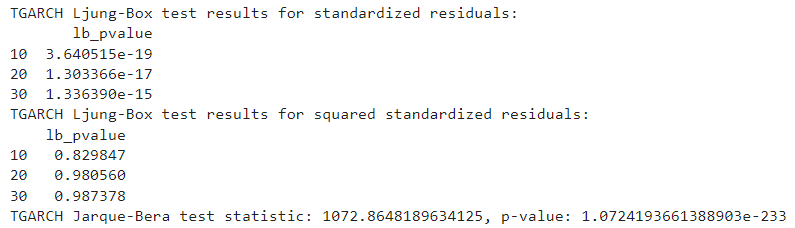 TGARCH Ljung-Box test results for standardized residuals:
lb_pvalue
10 3.640515e-19
20 1.303366e-17
30 1.336390e-15
TGARCH Ljung-Box test results for squared standardized residuals:
lb_pvalue
10 0.829847
20 0.980560
30 0.987378
TGARCH Jarque-Bera test statistic: 1072.8648189634125, p-value: 1.0724193661388903e-233